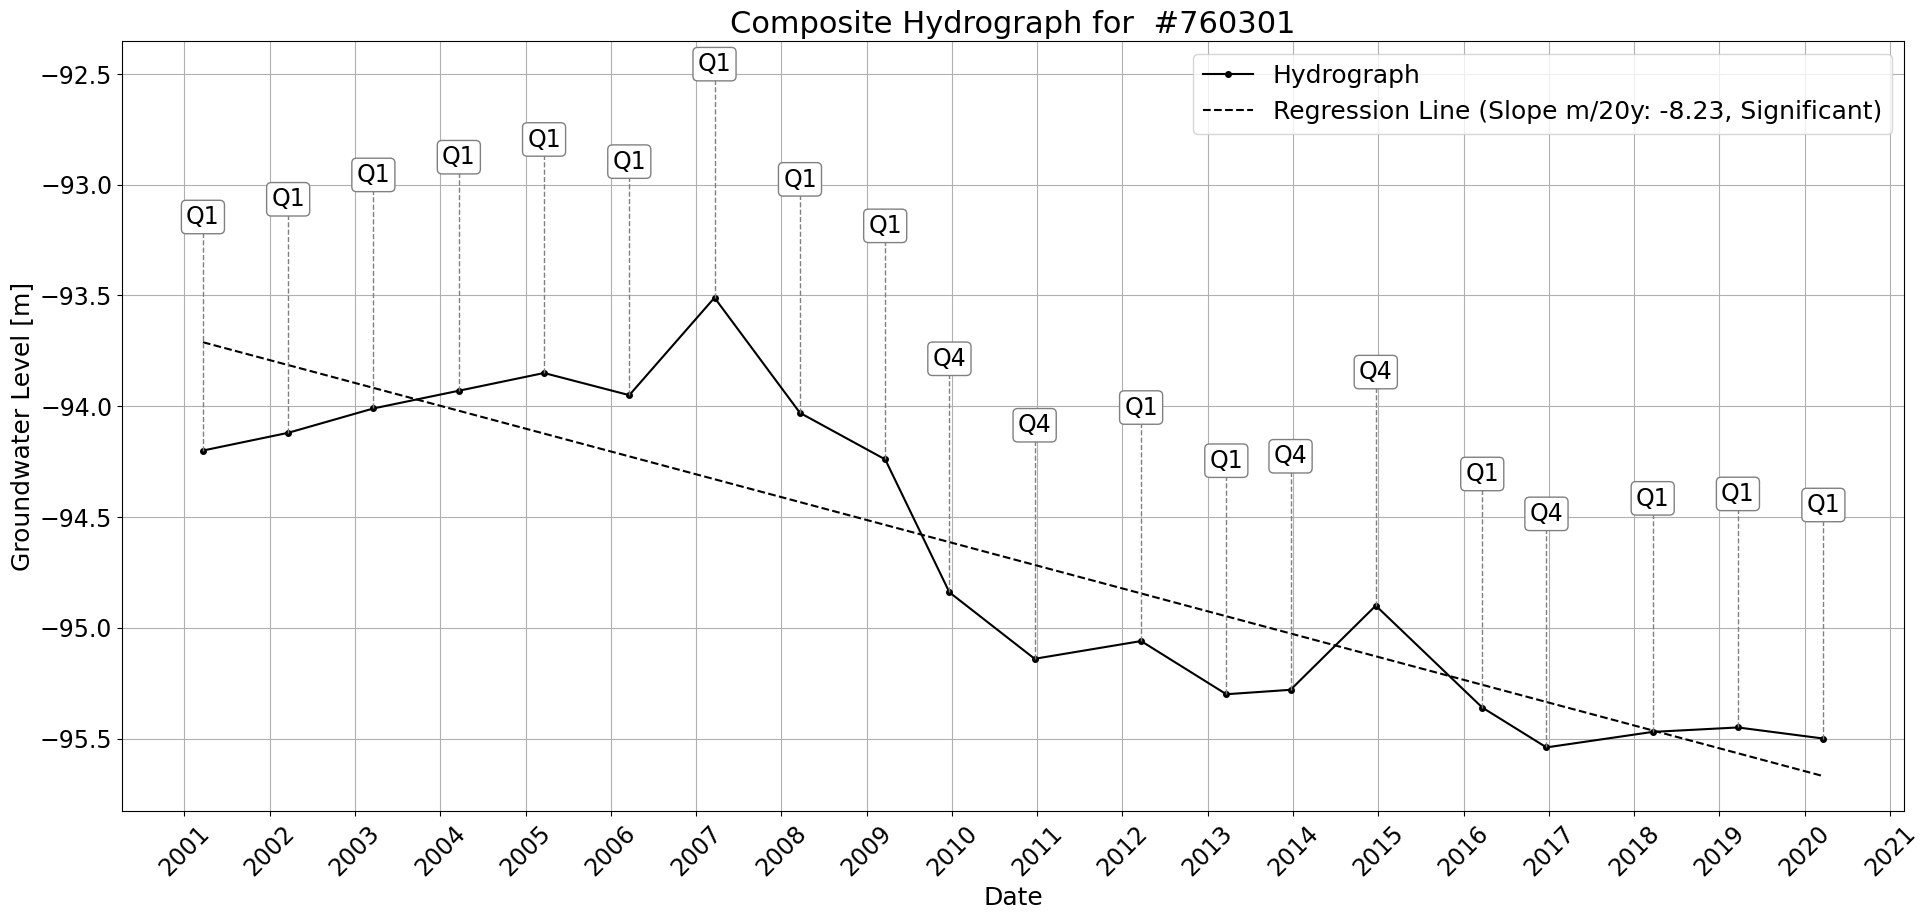 Composite Hydrograph for  #760301
Hydrograph
Regression Line (Slope m/20y: -8.23, Significant)
Groundwater Level [m]
−92.5
−93.0
−93.5
−94.0
−94.5
−95.0
−95.5
Q1
Q1
Q1
Q1
Q1
Q1
Q1
Q1
Q1
Q4
Q4
Q1
Q1
Q4
Q4
Q1
Q4
Q1
Q1
Q1
2001
2002
2003
2004
2005
2006
2007
2008
2009
2010
2011
2012
2013
2014
2015
2016
2017
2018
2019
2020
2021
Date